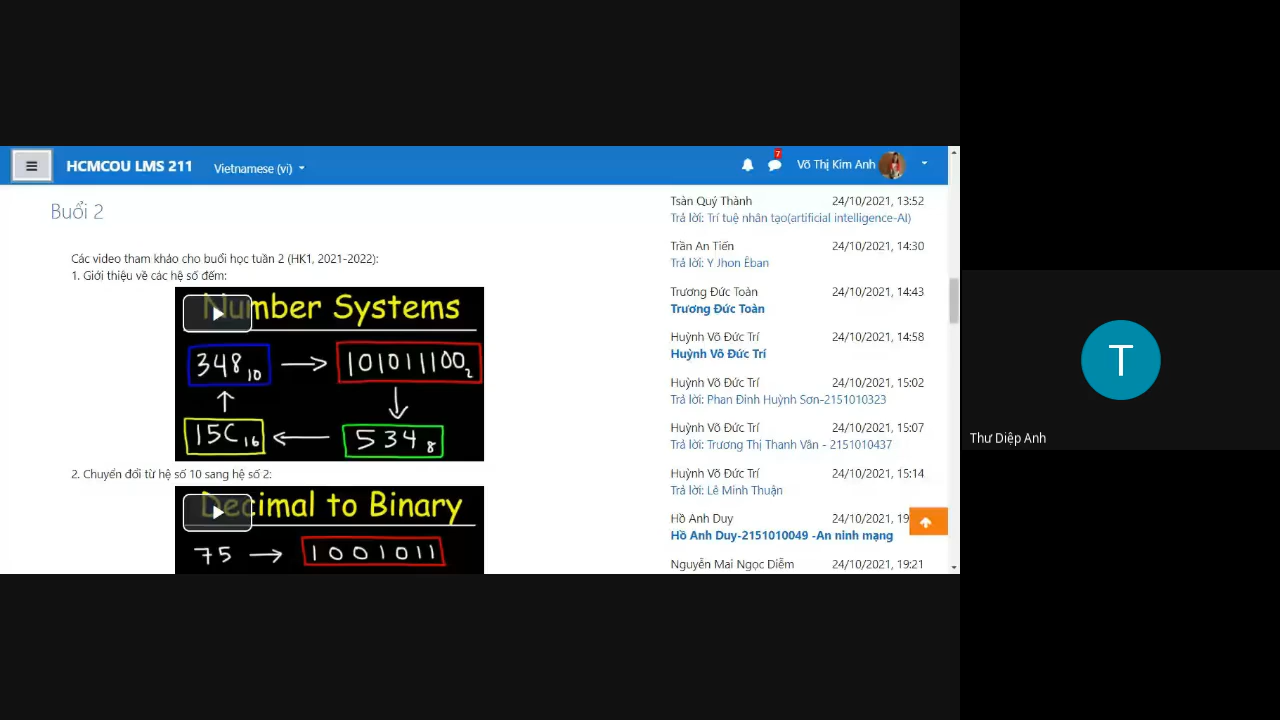 HCMCOU LMS 211
Vietnamese (vi)
7
Võ Thị Kim Anh
Buổi 2
Các video tham khảo cho buổi học tuần 2 (HK1, 2021-2022):
1. Giới thiệu về các hệ số đếm:
Number Systems
348₁₀ → 101011100₂
15C₁₆ ← 534₈
2. Chuyển đổi từ hệ số 10 sang hệ số 2:
Decimal to Binary
75 → 1001011
Tsàn Quý Thành 24/10/2021, 13:52
Trả lời: Trí tuệ nhân tạo(artificial intelligence-AI)
Trần An Tiến 24/10/2021, 14:30
Trả lời: Y Jhon Êban
Trương Đức Toàn 24/10/2021, 14:43
Trương Đức Toàn
Huỳnh Võ Đức Trí 24/10/2021, 14:58
Huỳnh Võ Đức Trí
Huỳnh Võ Đức Trí 24/10/2021, 15:02
Trả lời: Phan Đình Huỳnh Sơn-2151010323
Huỳnh Võ Đức Trí 24/10/2021, 15:07
Trả lời: Trương Thị Thanh Vân - 2151010437
Huỳnh Võ Đức Trí 24/10/2021, 15:14
Trả lời: Lê Minh Thuận
Hồ Anh Duy 24/10/2021, 19
Hồ Anh Duy-2151010049 -An ninh mạng
Nguyễn Mai Ngọc Diễm 24/10/2021, 19:21
T
Thư Diệp Anh